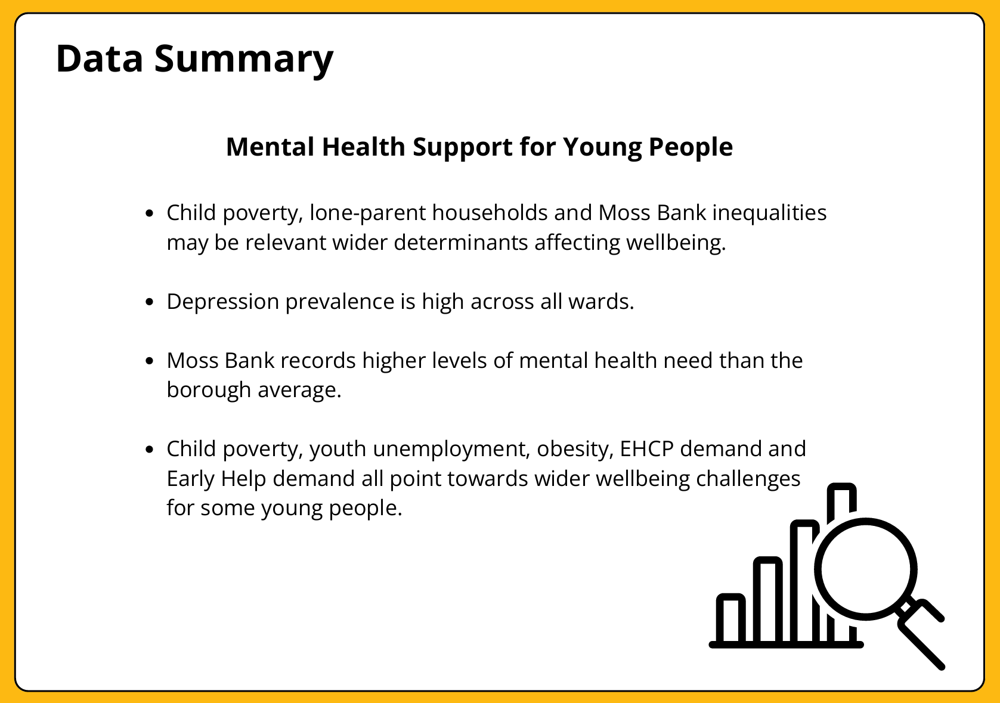 Data Summary
Mental Health Support for Young People
• Child poverty, lone-parent households and Moss Bank inequalities
may be relevant wider determinants affecting wellbeing.
• Depression prevalence is high across all wards.
• Moss Bank records higher levels of mental health need than the
borough average.
• Child poverty, youth unemployment, obesity, EHCP demand and
Early Help demand all point towards wider wellbeing challenges
for some young people.